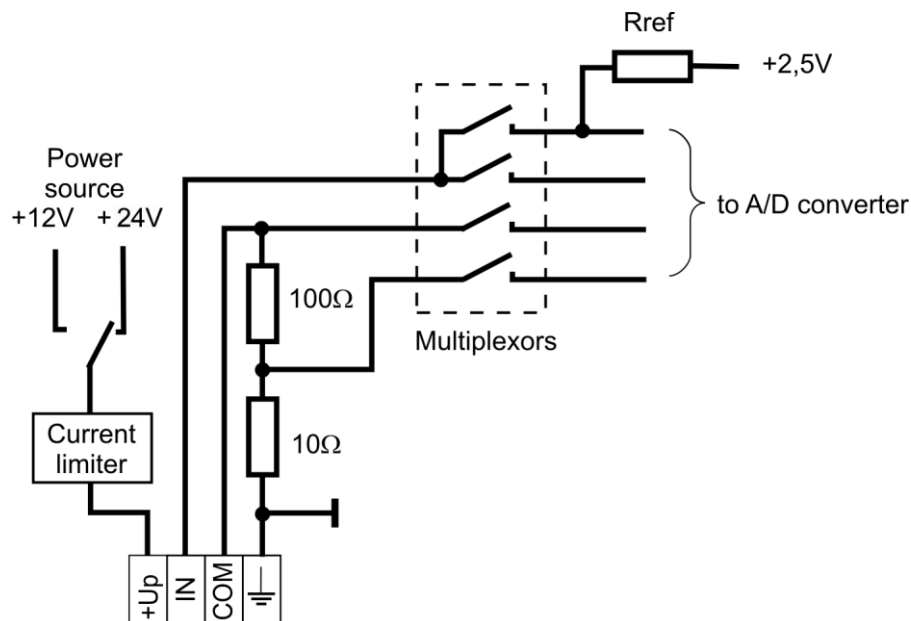 Rref
+2,5V
Power
source
+12V + 24V
to A/D converter
100Ω
Multiplexors
10Ω
Current
limiter
+Up
IN
COM